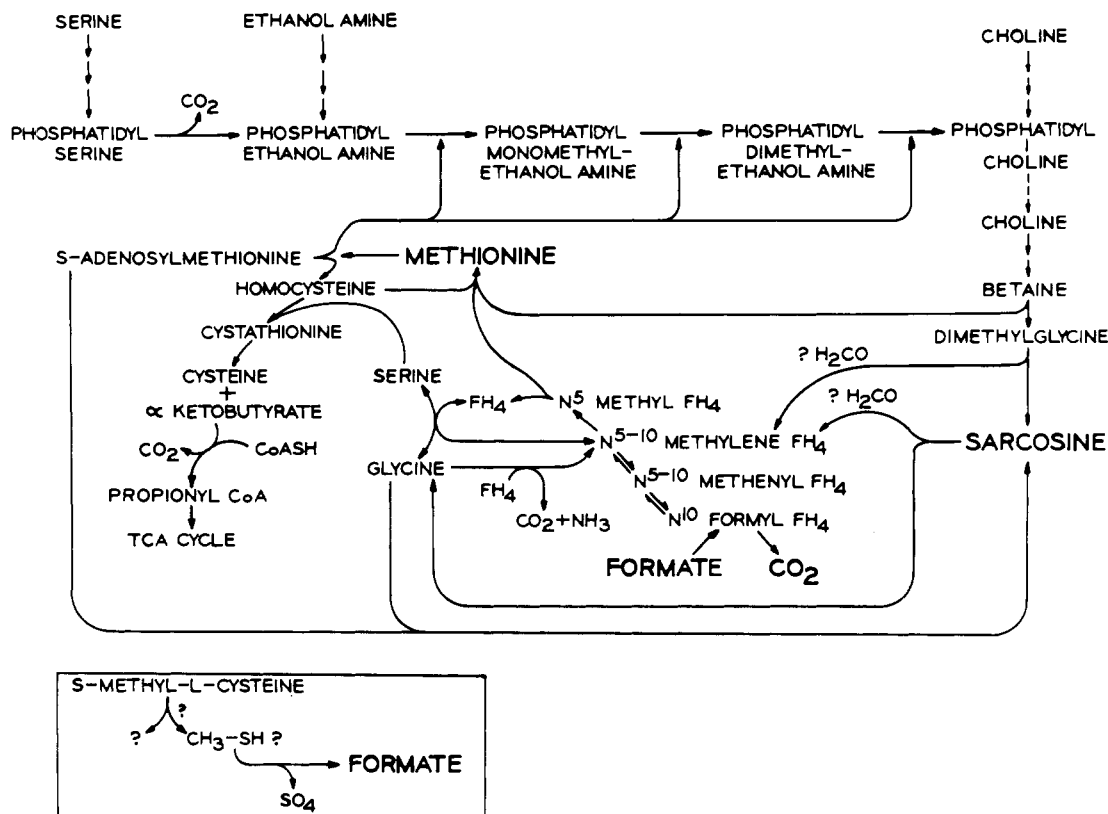 SERINE
ETHANOL AMINE
CHOLINE
CO2
PHOSPHATIDYL
SERINE
PHOSPHATIDYL
ETHANOL AMINE
PHOSPHATIDYL
MONOMETHYL-
ETHANOL AMINE
PHOSPHATIDYL
DIMETHYL-
ETHANOL AMINE
PHOSPHATIDYL
CHOLINE
CHOLINE
S-ADENOSYLMETHIONINE
METHIONINE
HOMOCYSTEINE
BETAINE
CYSTATHIONINE
DIMETHYLGLYCINE
? H2CO
CYSTEINE
+
∝ KETOBUTYRATE
SERINE
FH4
N5 METHYL FH4
? H2CO
CO2
CoASH
N5-10 METHYLENE FH4
SARCOSINE
GLYCINE
FH4
N5-10 METHENYL FH4
PROPIONYL CoA
CO2+NH3
N10 FORMYL FH4
TCA CYCLE
FORMATE
CO2
S-METHYL-L-CYSTEINE
?
?
CH3-SH ?
FORMATE
SO4